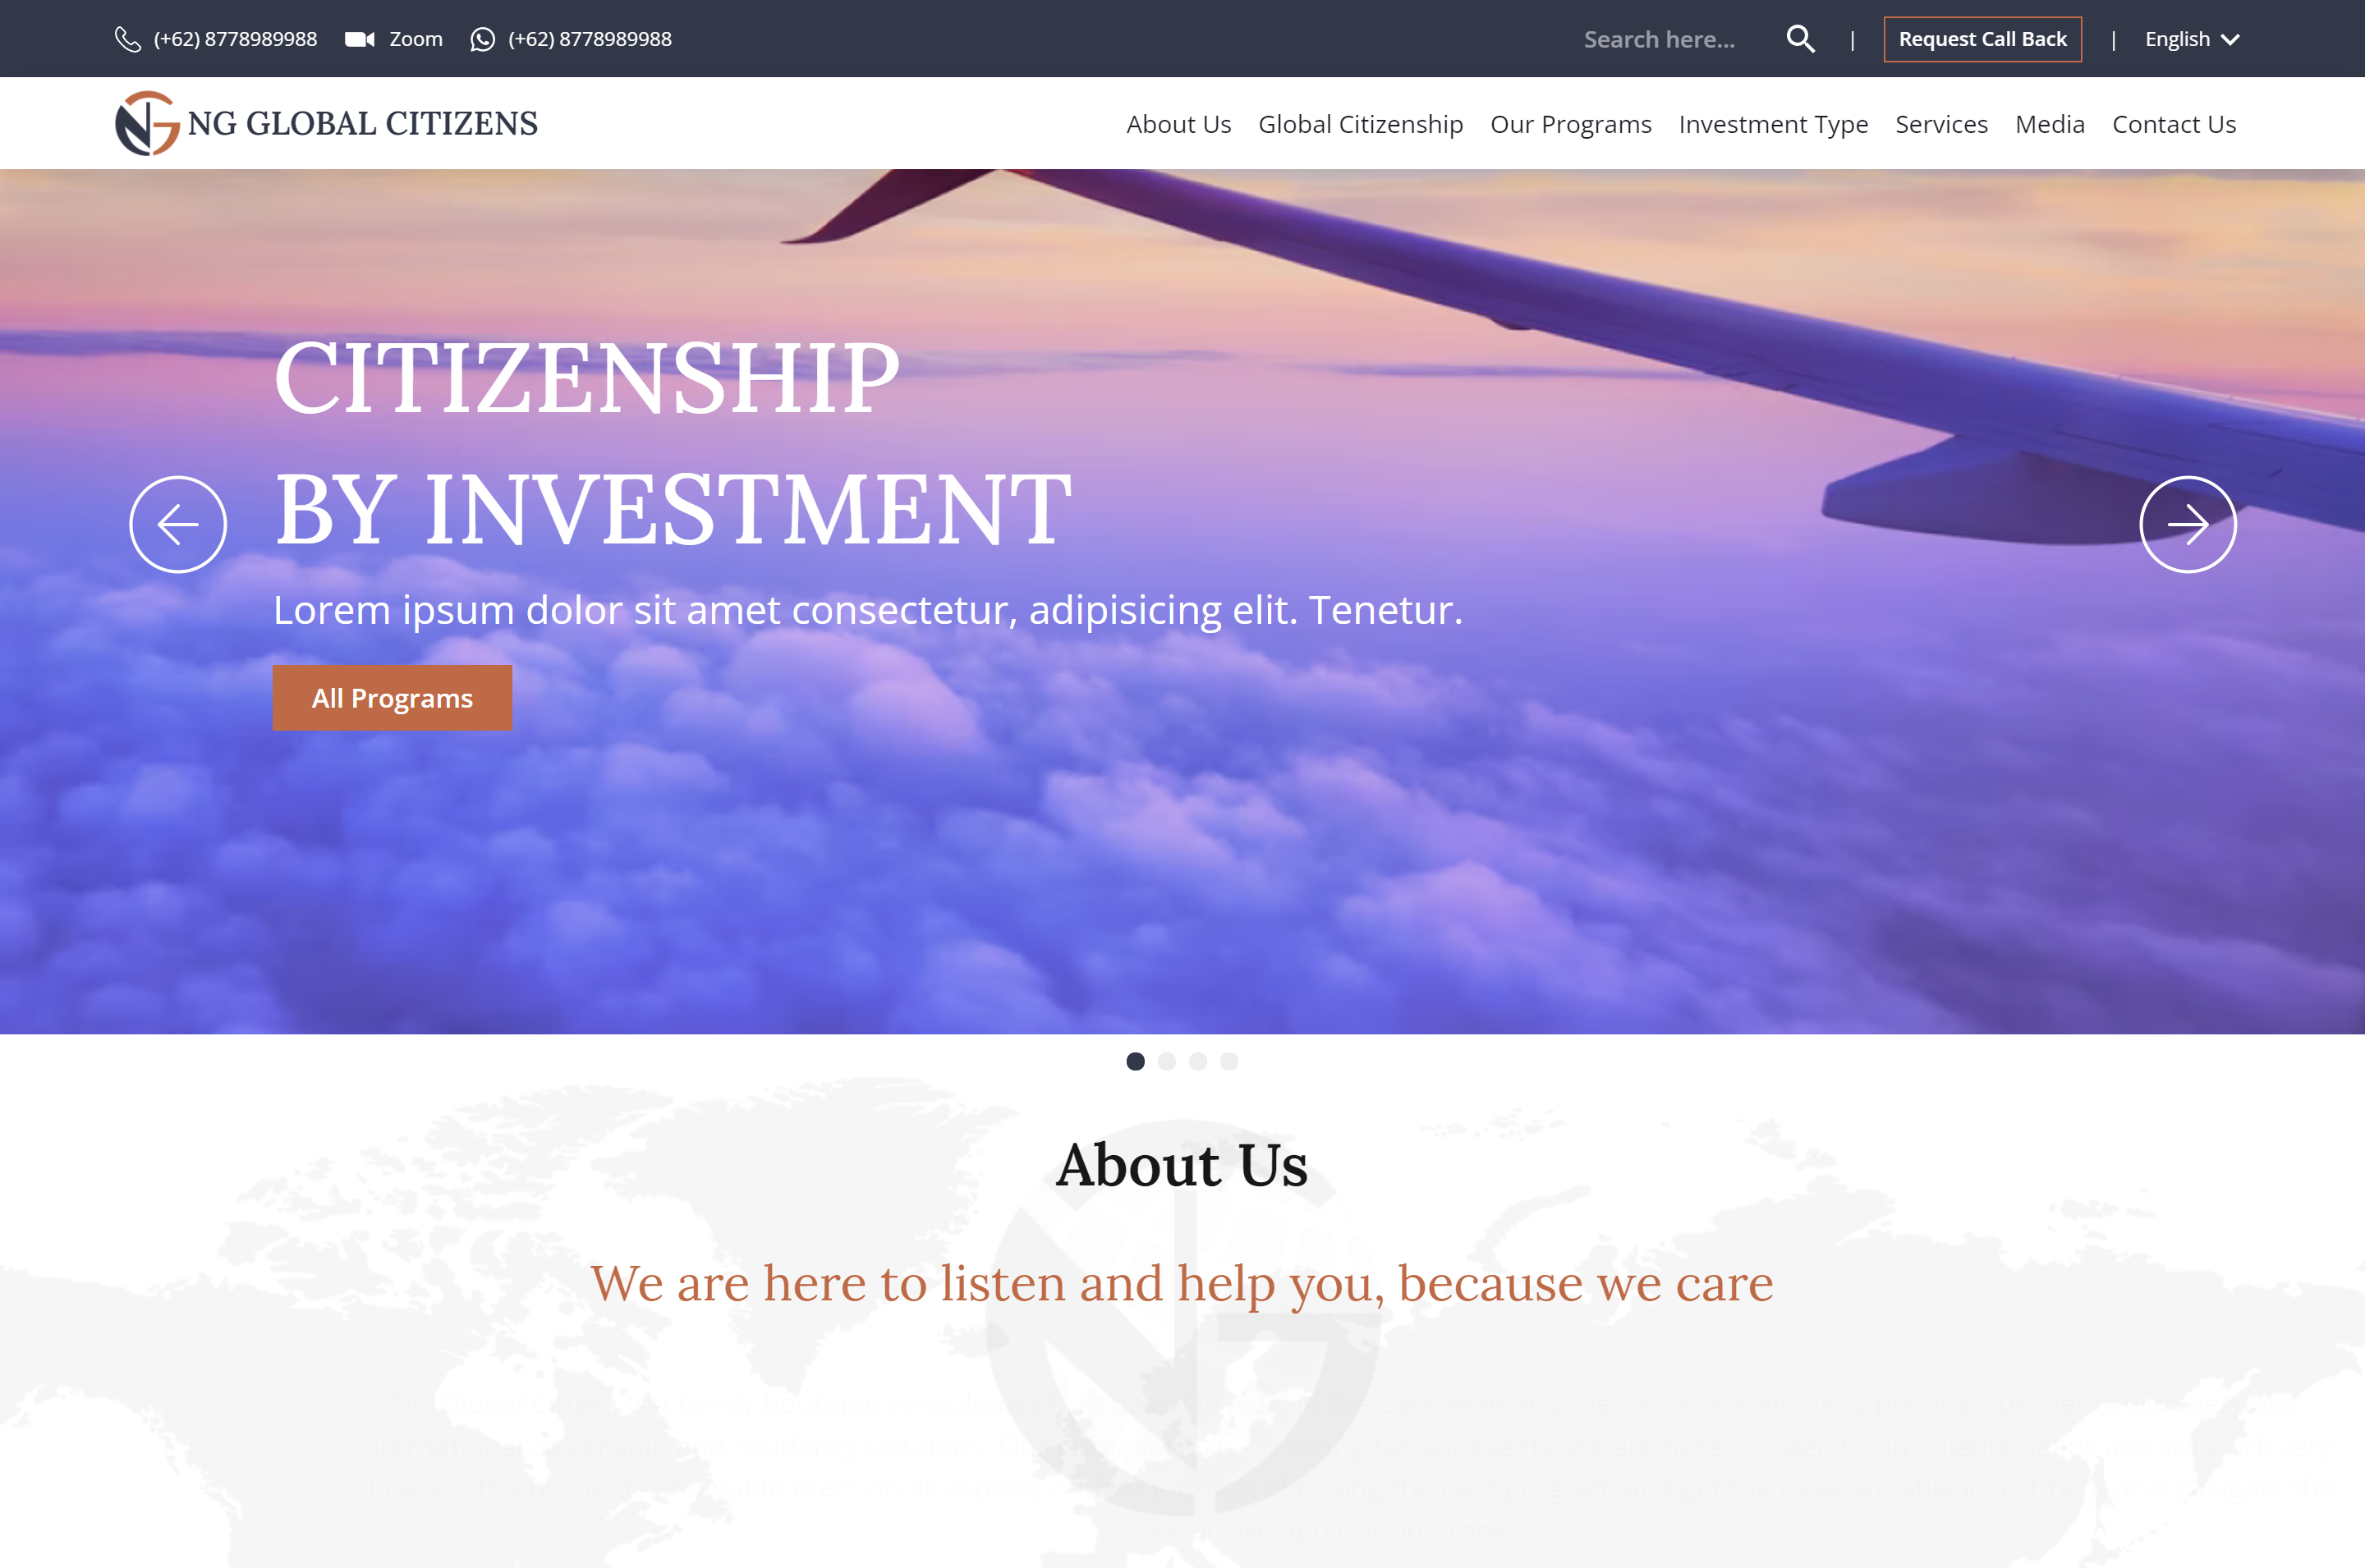 (+62) 8778989988 Zoom (+62) 8778989988 Search here... | Request Call Back | English
NG GLOBAL CITIZENS About Us Global Citizenship Our Programs Investment Type Services Media Contact Us
CITIZENSHIP
BY INVESTMENT
Lorem ipsum dolor sit amet consectetur, adipisicing elit. Tenetur.
All Programs
About Us
We are here to listen and help you, because we care